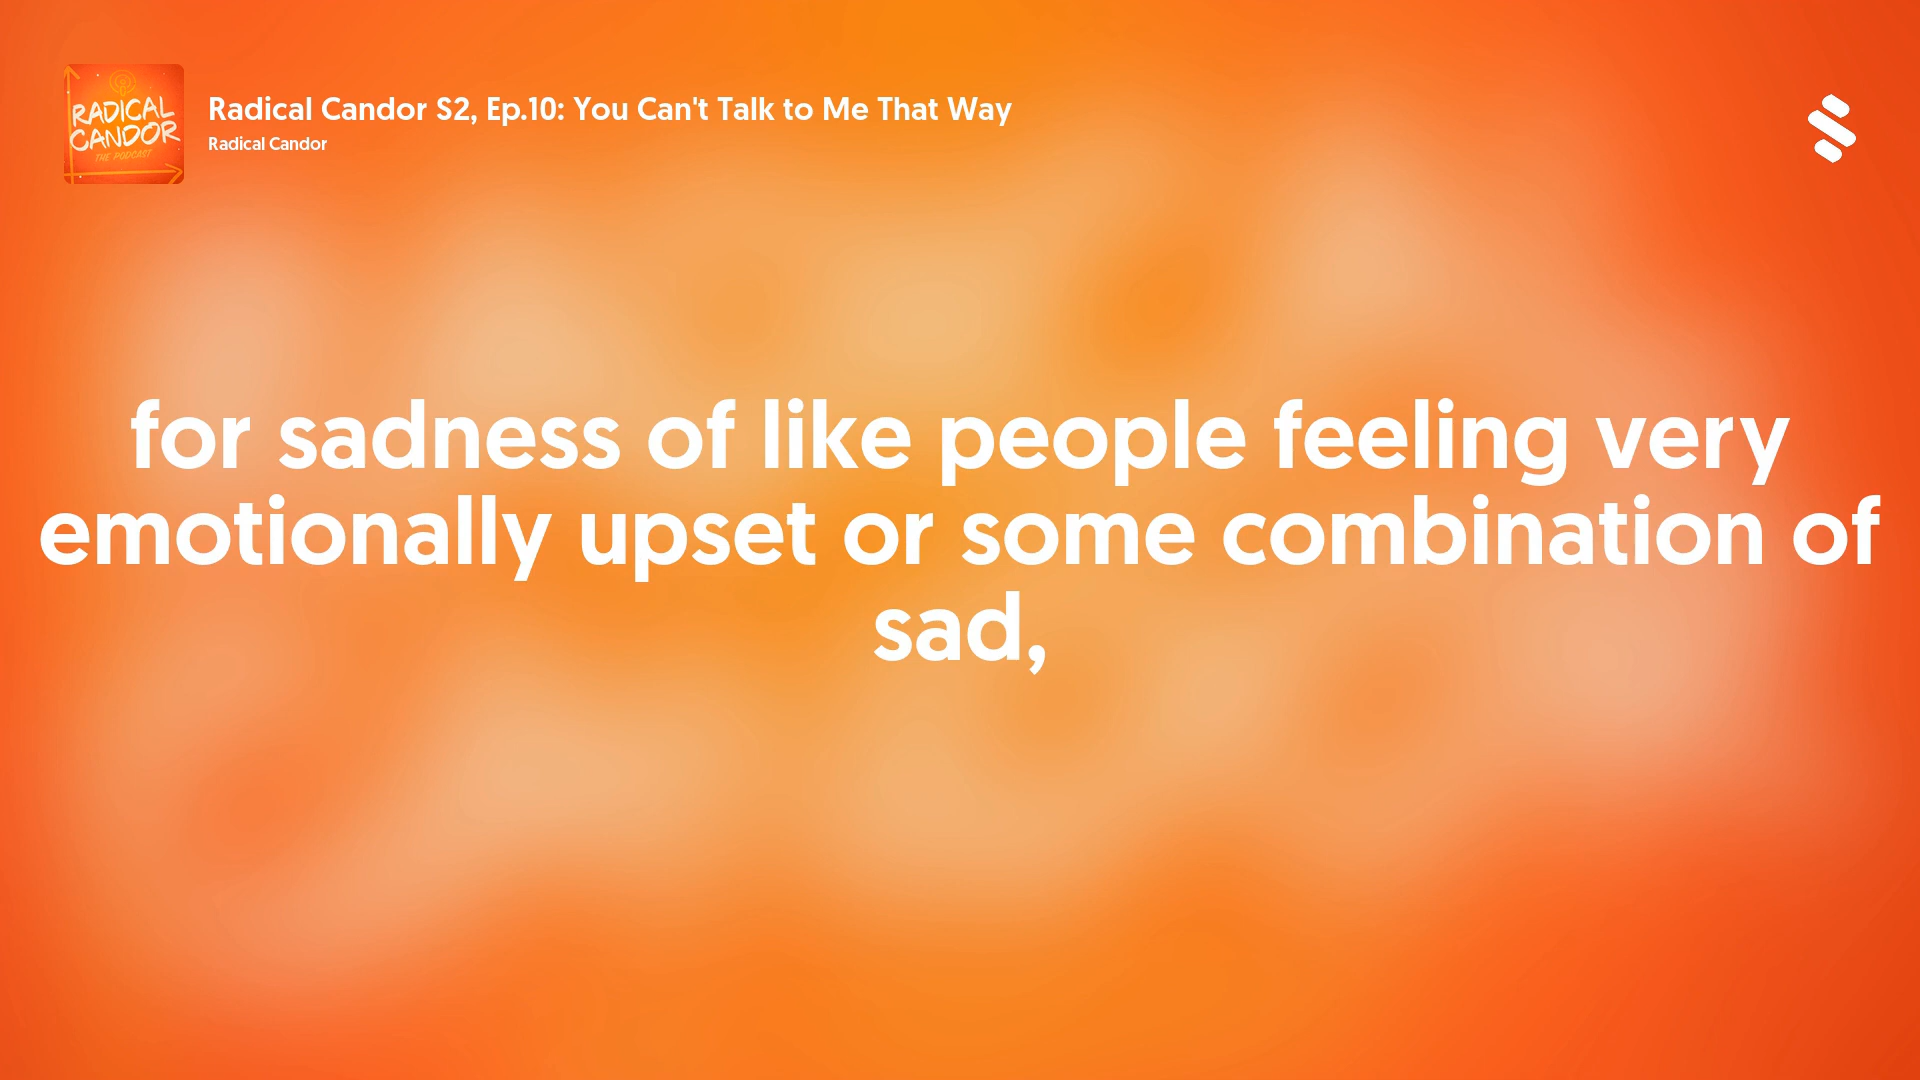 RADICAL
CANDOR
THE PODCAST
Radical Candor S2, Ep.10: You Can't Talk to Me That Way
Radical Candor
for sadness of like people feeling very
emotionally upset or some combination of
sad,